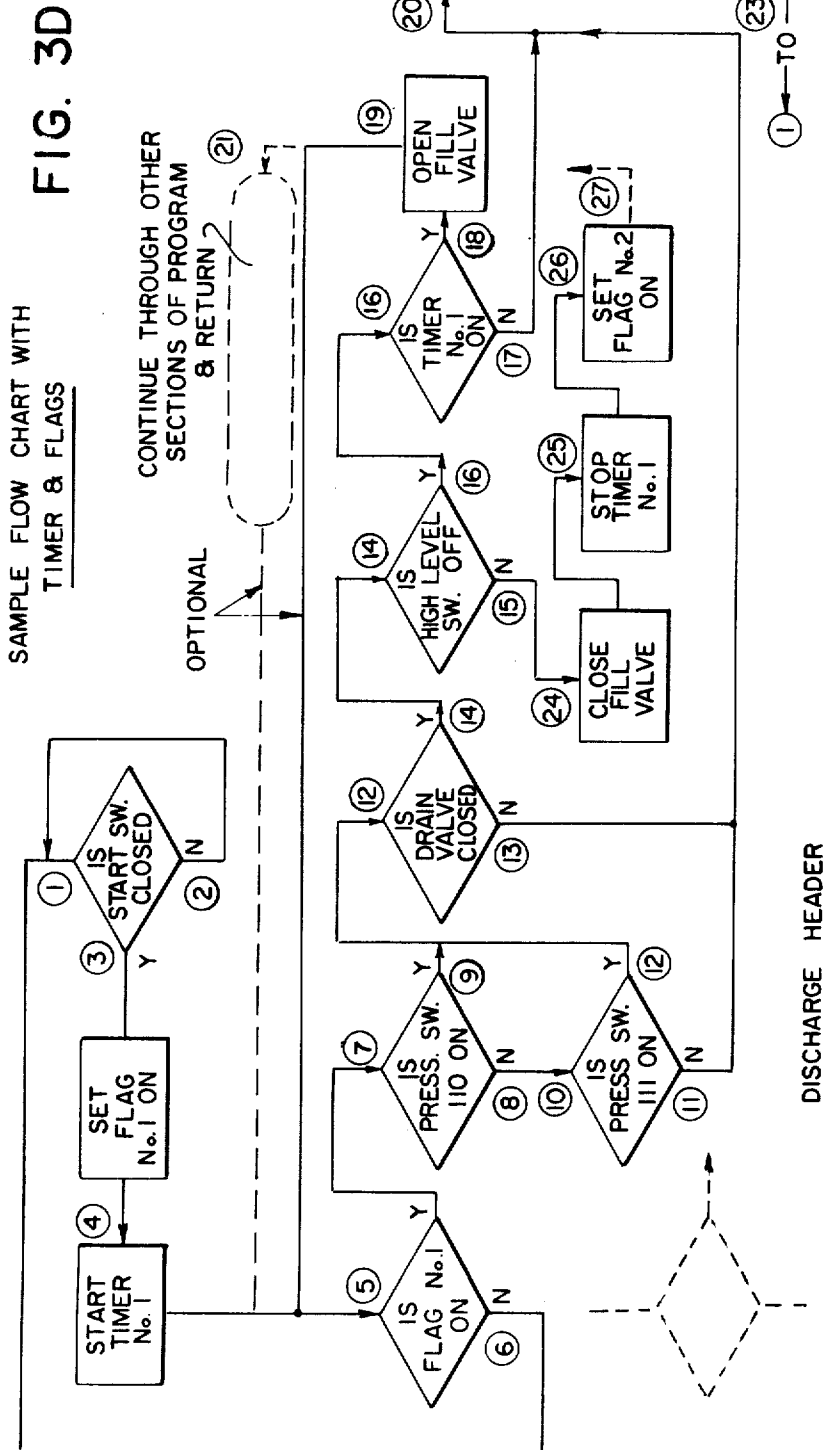 FIG. 3D
SAMPLE FLOW CHART WITH
TIMER & FLAGS
CONTINUE THROUGH OTHER
SECTIONS OF PROGRAM
& RETURN
21
OPTIONAL
1
IS
START SW.
CLOSED
N
2
3
Y
SET
FLAG
No.1 ON
4
START
TIMER
No.1
5
IS
FLAG No.1
ON
Y
N
6
7
IS
PRESS. SW.
110 ON
Y
9
N
8
10
IS
PRESS SW.
111 ON
Y
12
N
11
12
IS
DRAIN
VALVE
CLOSED
Y
14
N
13
14
IS
HIGH LEVEL
SW. OFF
Y
16
N
15
16
IS
TIMER
No.1
ON
Y
18
N
17
19
OPEN
FILL
VALVE
20
24
CLOSE
FILL
VALVE
25
STOP
TIMER
No.1
26
SET
FLAG No.2
ON
27
23
1 TO
DISCHARGE HEADER